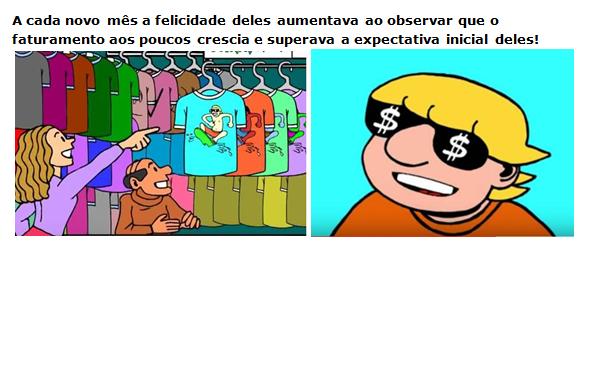 A cada novo mês a felicidade deles aumentava ao observar que o
faturamento aos poucos crescia e superava a expectativa inicial deles!
$ $